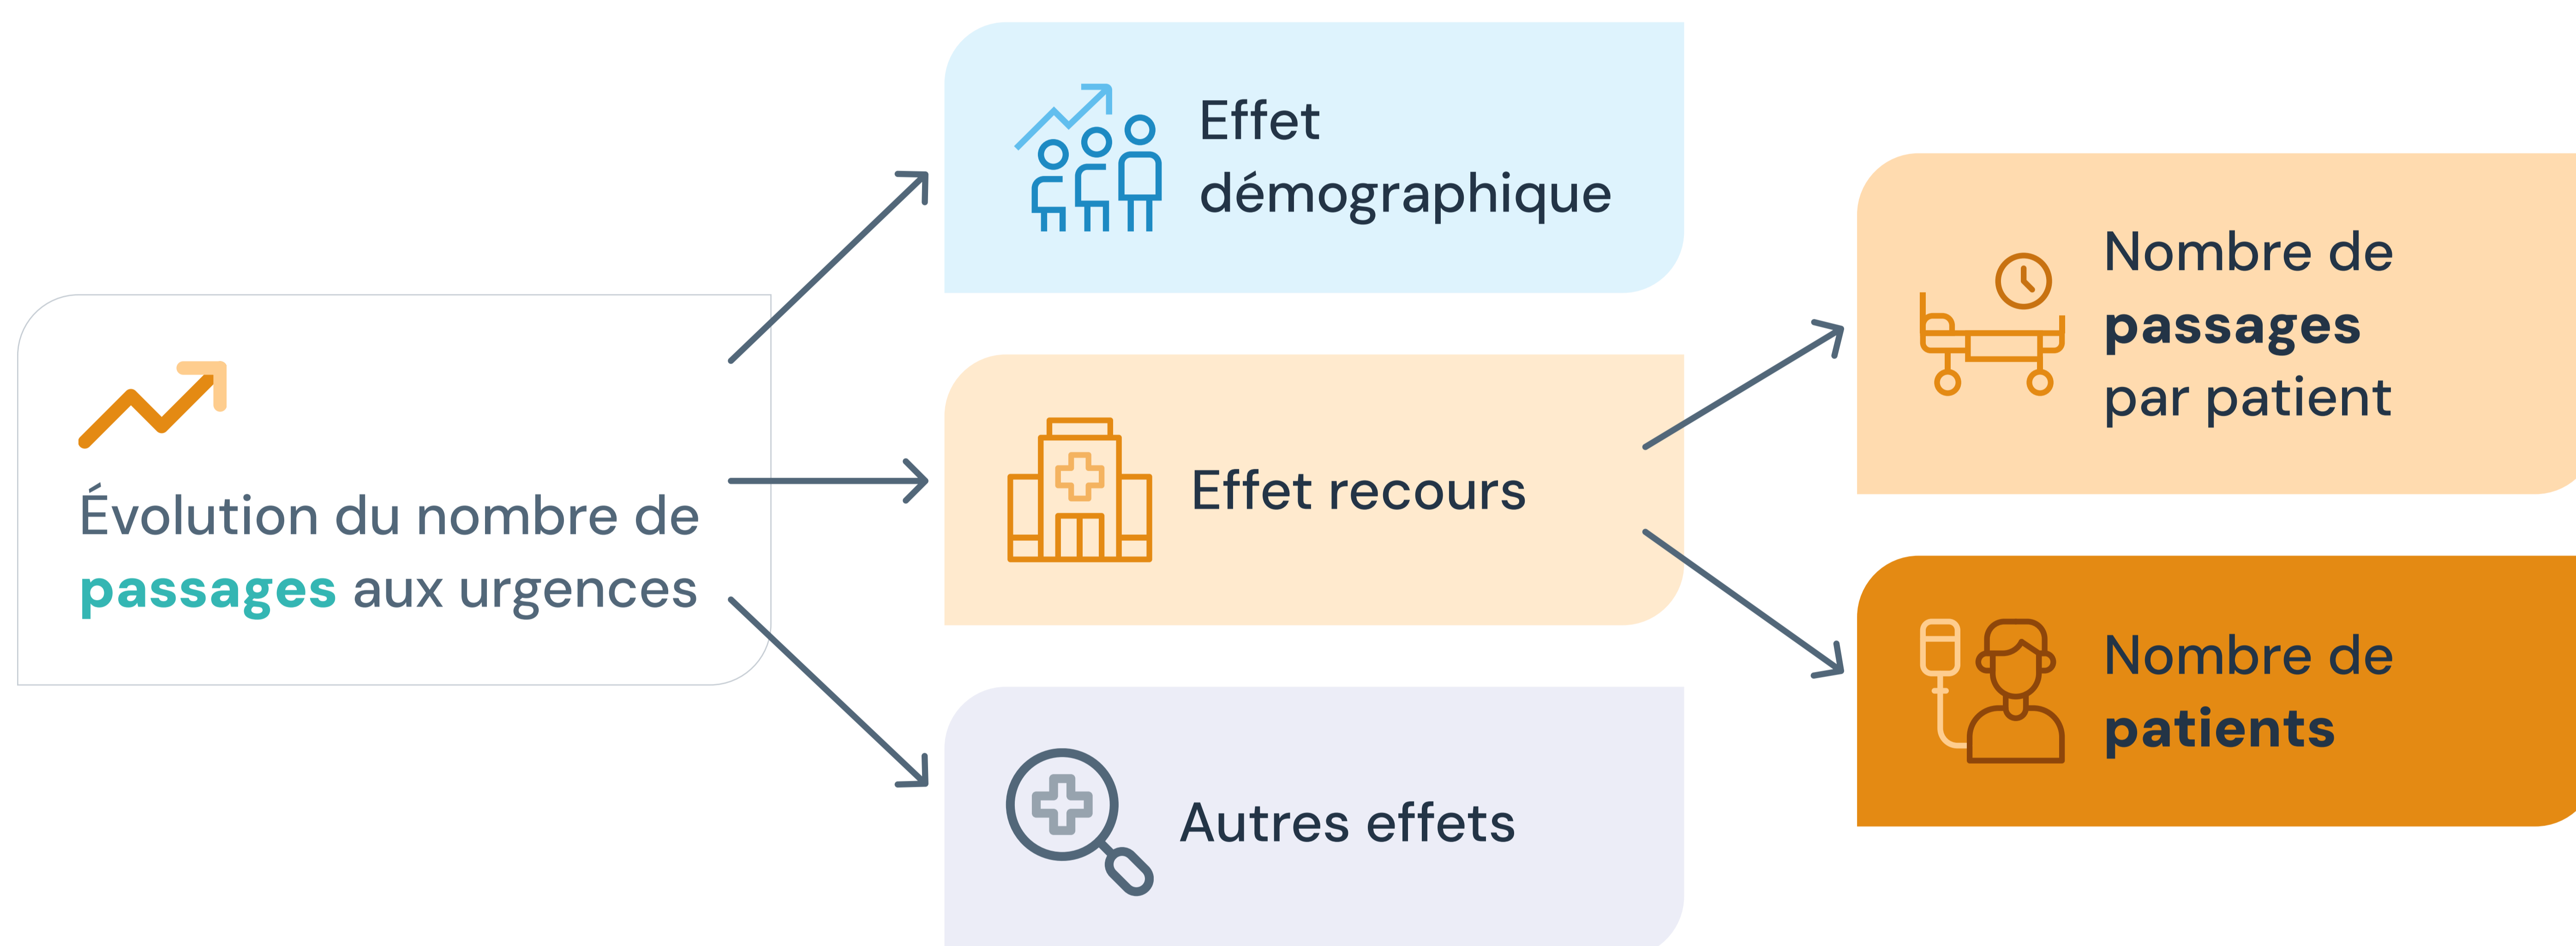 Évolution du nombre de
passages aux urgences
Effet
démographique
Effet recours
Autres effets
Nombre de
passages
par patient
Nombre de
patients